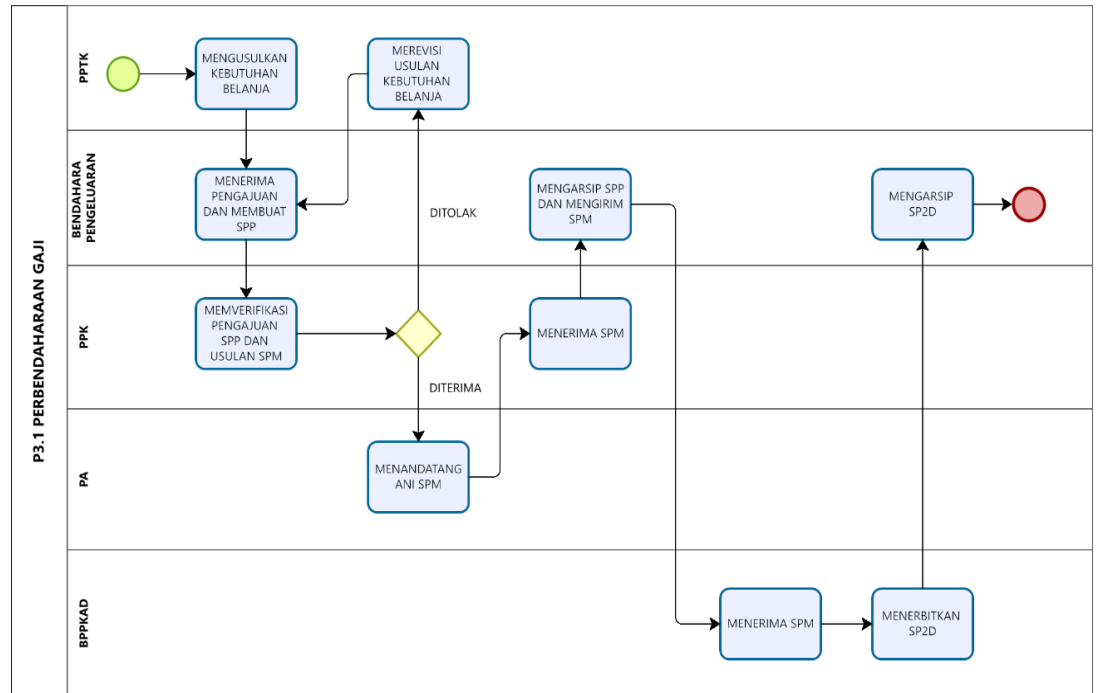 P3.1 PERBENDAHARAAN GAJI
PPTK
MENGUSULKAN
KEBUTUHAN
BELANJA
MEREVISI
USULAN
KEBUTUHAN
BELANJA
BENDAHARA
PENGELUARAN
MENERIMA
PENGAJUAN
DAN MEMBUAT
SPP
DITOLAK
MENGARSIP SPP
DAN MENGIRIM
SPM
MENGARSIP
SP2D
PPK
MEMVERIFIKASI
PENGAJUAN
SPP DAN
USULAN SPM
MENERIMA SPM
DITERIMA
PA
MENANDATANG
ANI SPM
BPPKAD
MENERIMA SPM
MENERBITKAN
SP2D